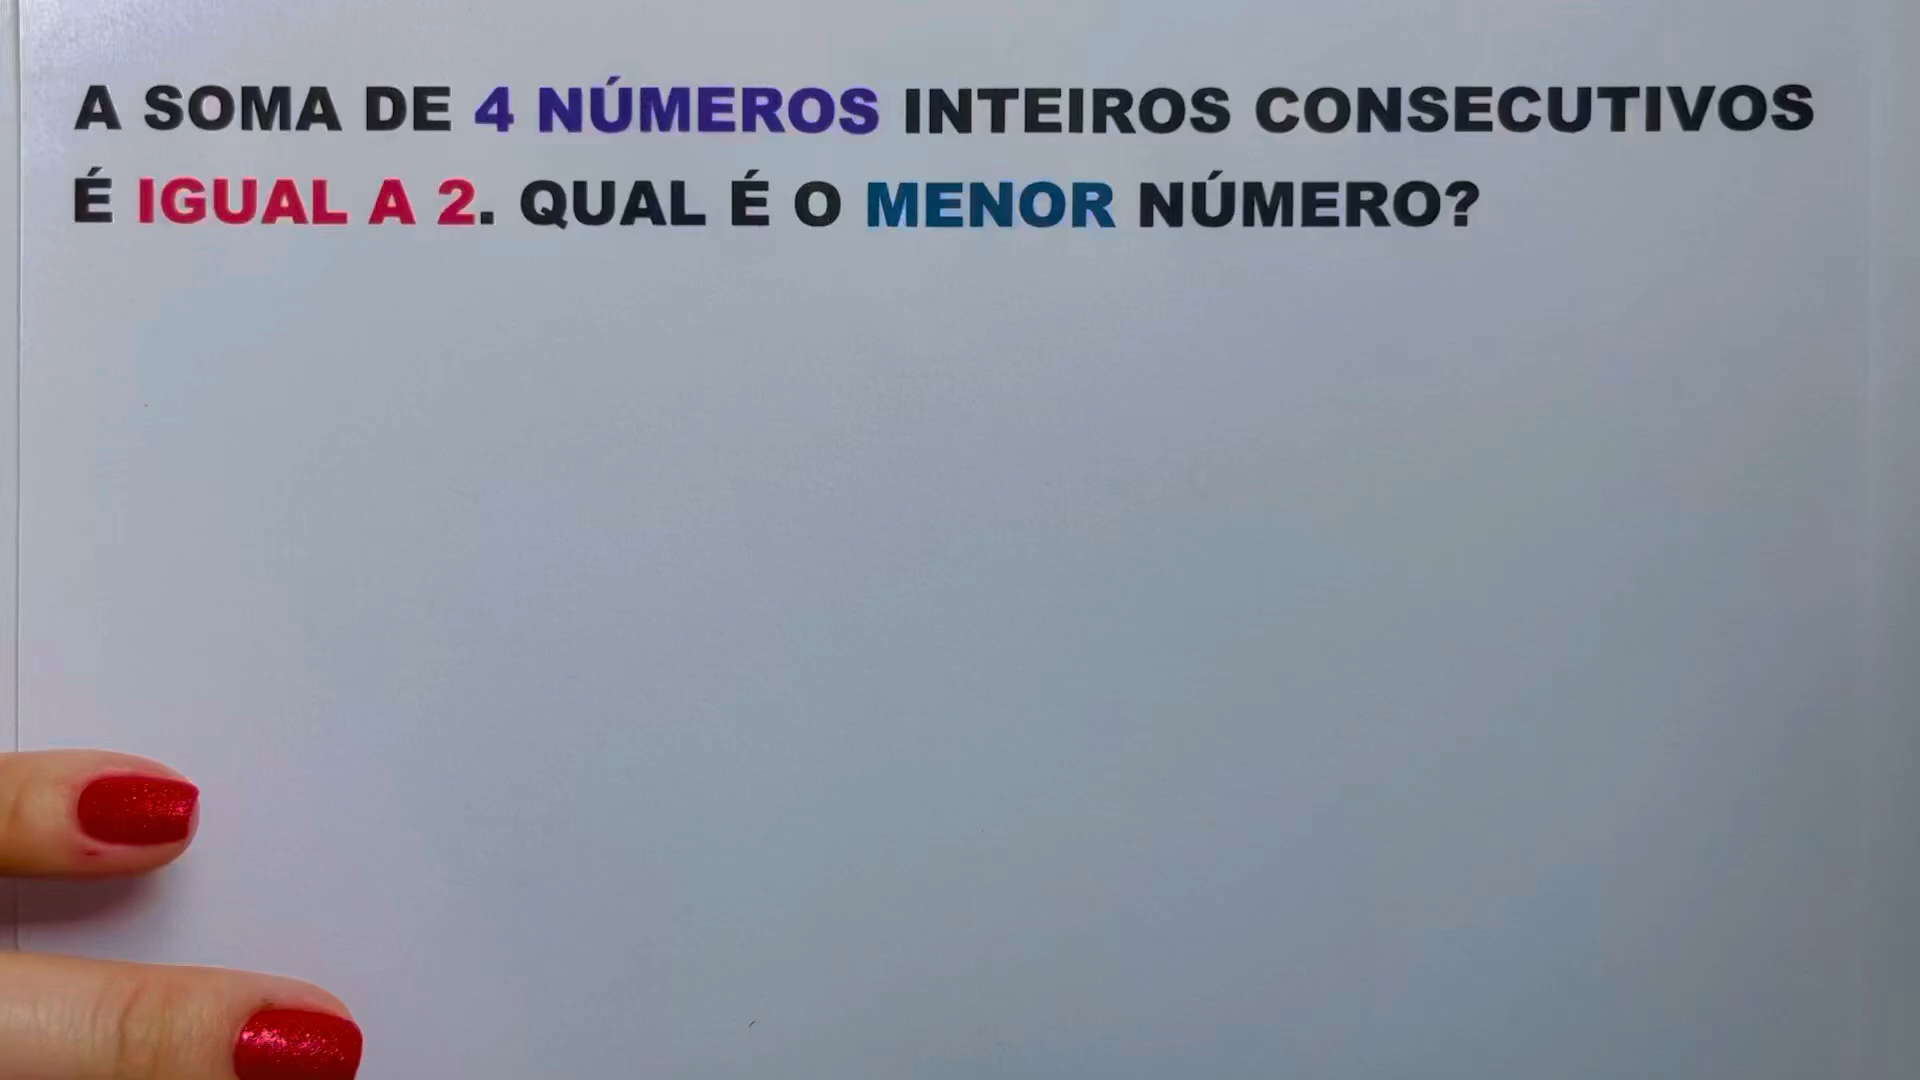 A SOMA DE 4 NÚMEROS INTEIROS CONSECUTIVOS
É IGUAL A 2. QUAL É O MENOR NÚMERO?